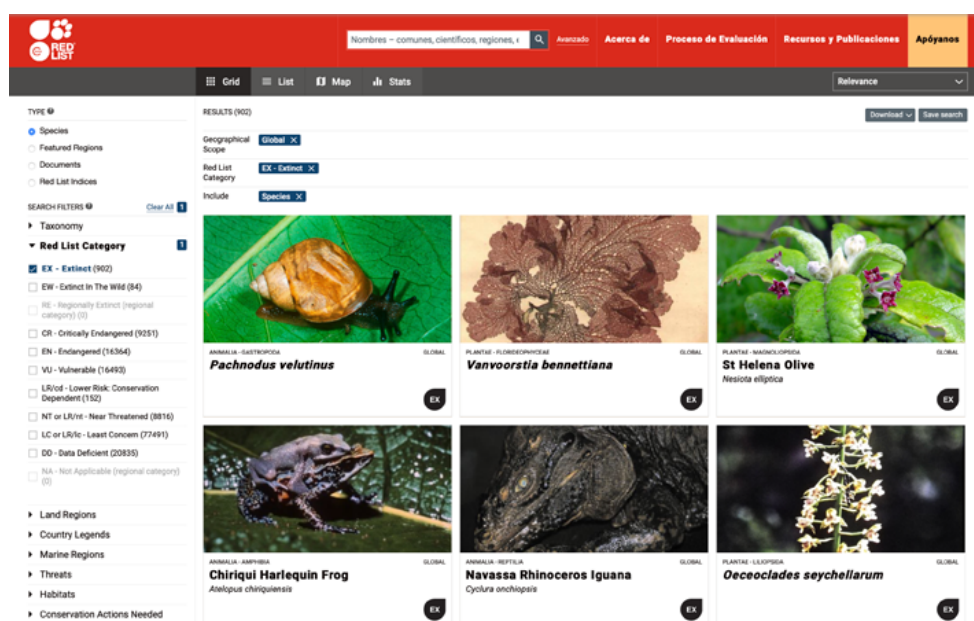 RED
LIST
Nombres – comunes, científicos, regiones, e
Avanzado
Acerca de
Proceso de Evaluación
Recursos y Publicaciones
Apóyanos
Grid
List
Map
Stats
Relevance
TYPE
Species
Featured Regions
Documents
Red List Indices
SEARCH FILTERS
Clear All 1
Taxonomy
Red List Category 1
EX - Extinct (902)
EW - Extinct In The Wild (84)
RE - Regionally Extinct (regional
category) (0)
CR - Critically Endangered (9251)
EN - Endangered (16364)
VU - Vulnerable (16493)
LR/cd - Lower Risk: Conservation
Dependent (152)
NT or LR/nt - Near Threatened (8816)
LC or LR/lc - Least Concern (77491)
DD - Data Deficient (20835)
NA - Not Applicable (regional category)
(0)
Land Regions
Country Legends
Marine Regions
Threats
Habitats
Conservation Actions Needed
RESULTS (902)
Download
Save search
Geographical
Scope
Global X
Red List
Category
EX - Extinct X
Include
Species X
ANIMALIA - GASTROPODA GLOBAL
Pachnodus velutinus
EX
PLANTAE - FLORIDEOPHYCEAE GLOBAL
Vanvoorstia bennettiana
EX
PLANTAE - MAGNOLIOPSIDA GLOBAL
St Helena Olive
Nesiota elliptica
EX
ANIMALIA - AMPHIBIA GLOBAL
Chiriqui Harlequin Frog
Atelopus chiriquiensis
EX
ANIMALIA - REPTILIA GLOBAL
Navassa Rhinoceros Iguana
Cyclura onchiopsis
EX
PLANTAE - LILIOPSIDA GLOBAL
Oeceoclades seychellarum
EX